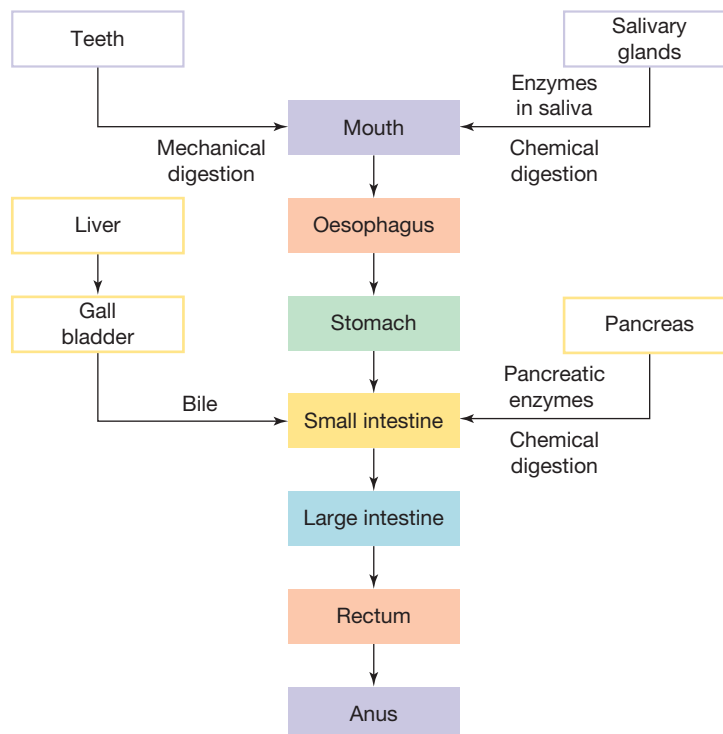 Teeth
Salivary
glands
Enzymes
in saliva
Mouth
Mechanical
digestion
Chemical
digestion
Liver
Oesophagus
Gall
bladder
Stomach
Pancreas
Bile
Pancreatic
enzymes
Small intestine
Chemical
digestion
Large intestine
Rectum
Anus